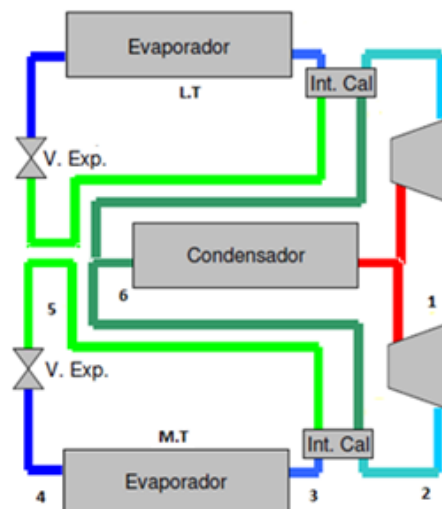 Evaporador
L.T
Int. Cal
V. Exp.
Condensador
6
5
1
V. Exp.
M.T
Int. Cal
Evaporador
4
3
2